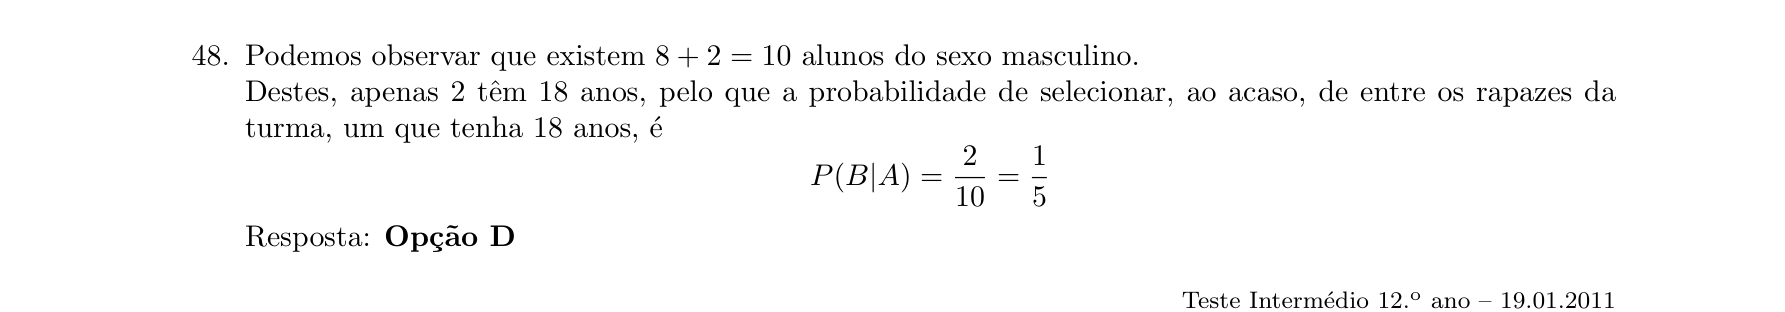 48. Podemos observar que existem 8 + 2 = 10 alunos do sexo masculino.
Destes, apenas 2 têm 18 anos, pelo que a probabilidade de selecionar, ao acaso, de entre os rapazes da
turma, um que tenha 18 anos, é
P(B|A) = 2/10 = 1/5
Resposta: Opção D
Teste Intermédio 12.º ano – 19.01.2011